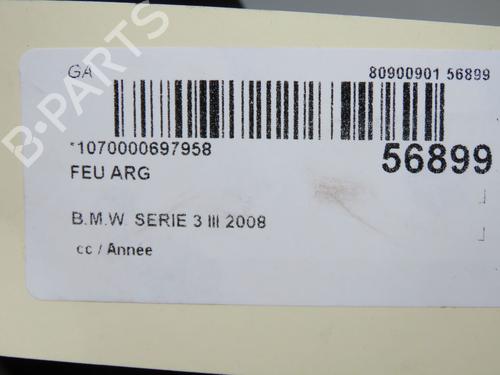 GA
80900901 56899
*1070000697958
56899
FEU ARG
B.M.W. SERIE 3 III 2008
cc / Annee
B-PARTS